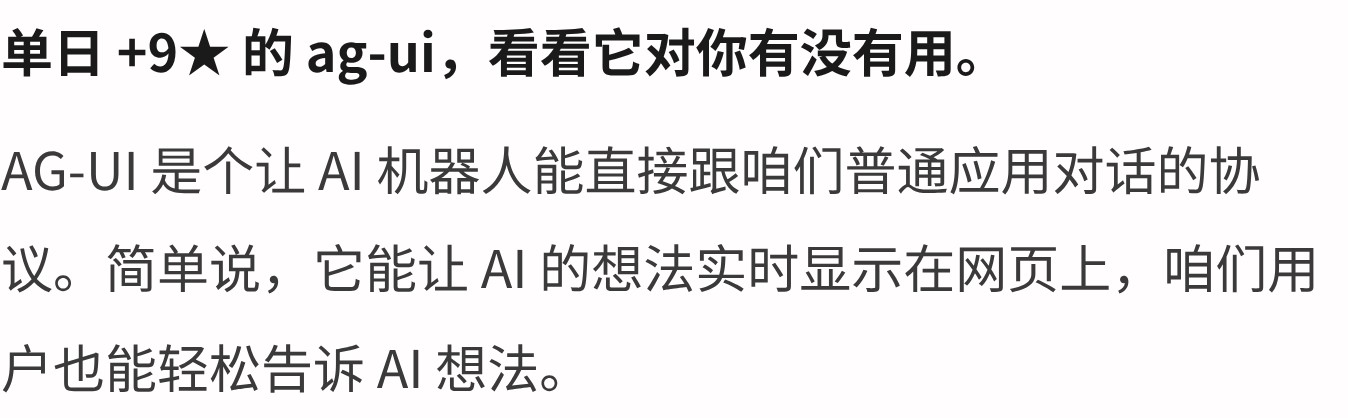 单日 +9★ 的 ag-ui，看看它对你有没有用。
AG-UI 是个让 AI 机器人能直接跟咱们普通应用对话的协
议。简单说，它能让 AI 的想法实时显示在网页上，咱们用
户也能轻松告诉 AI 想法。